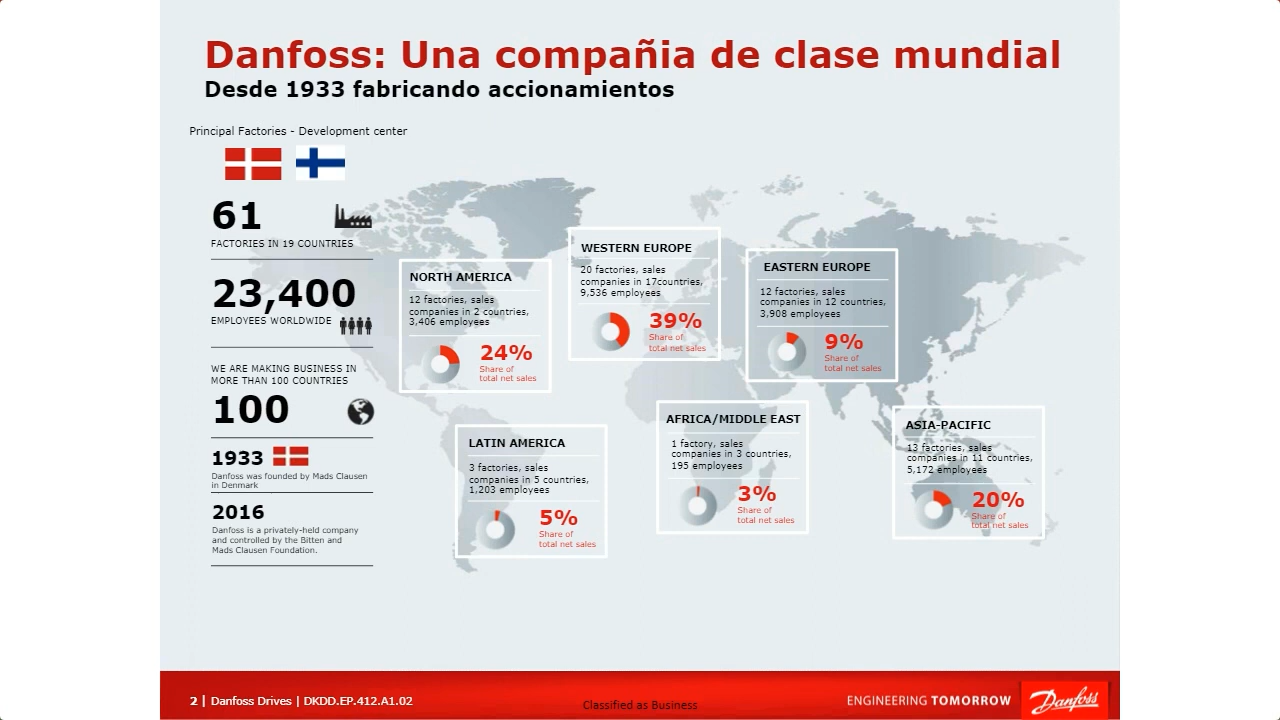 Danfoss: Una compañia de clase mundial
Desde 1933 fabricando accionamientos
Principal Factories - Development center
61
FACTORIES IN 19 COUNTRIES
23,400
EMPLOYEES WORLDWIDE
WE ARE MAKING BUSINESS IN
MORE THAN 100 COUNTRIES
100
1933
Danfoss was founded by Mads Clausen
in Denmark
2016
Danfoss is a privately-held company
and controlled by the Bitten and
Mads Clausen Foundation.
NORTH AMERICA
12 factories, sales
companies in 2 countries,
3,406 employees
24%
Share of
total net sales
WESTERN EUROPE
20 factories, sales
companies in 17countries,
9,536 employees
39%
Share of
total net sales
EASTERN EUROPE
12 factories, sales
companies in 12 countries,
3,908 employees
9%
Share of
total net sales
LATIN AMERICA
3 factories, sales
companies in 5 countries,
1,203 employees
5%
Share of
total net sales
AFRICA/MIDDLE EAST
1 factory, sales
companies in 3 countries,
195 employees
3%
Share of
total net sales
ASIA-PACIFIC
13 factories, sales
companies in 11 countries,
5,172 employees
20%
Share of
total net sales
2 | Danfoss Drives | DKDD.EP.412.A1.02
Classified as Business
ENGINEERING TOMORROW
Danfoss